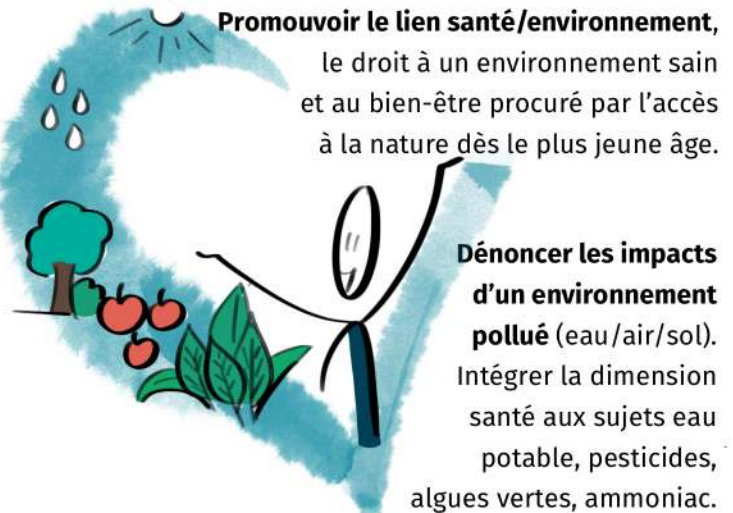 Promouvoir le lien santé/environnement,
le droit à un environnement sain
et au bien-être procuré par l'accès
à la nature dès le plus jeune âge.
Dénoncer les impacts
d'un environnement
pollué (eau/air/sol).
Intégrer la dimension
santé aux sujets eau
potable, pesticides,
algues vertes, ammoniac.